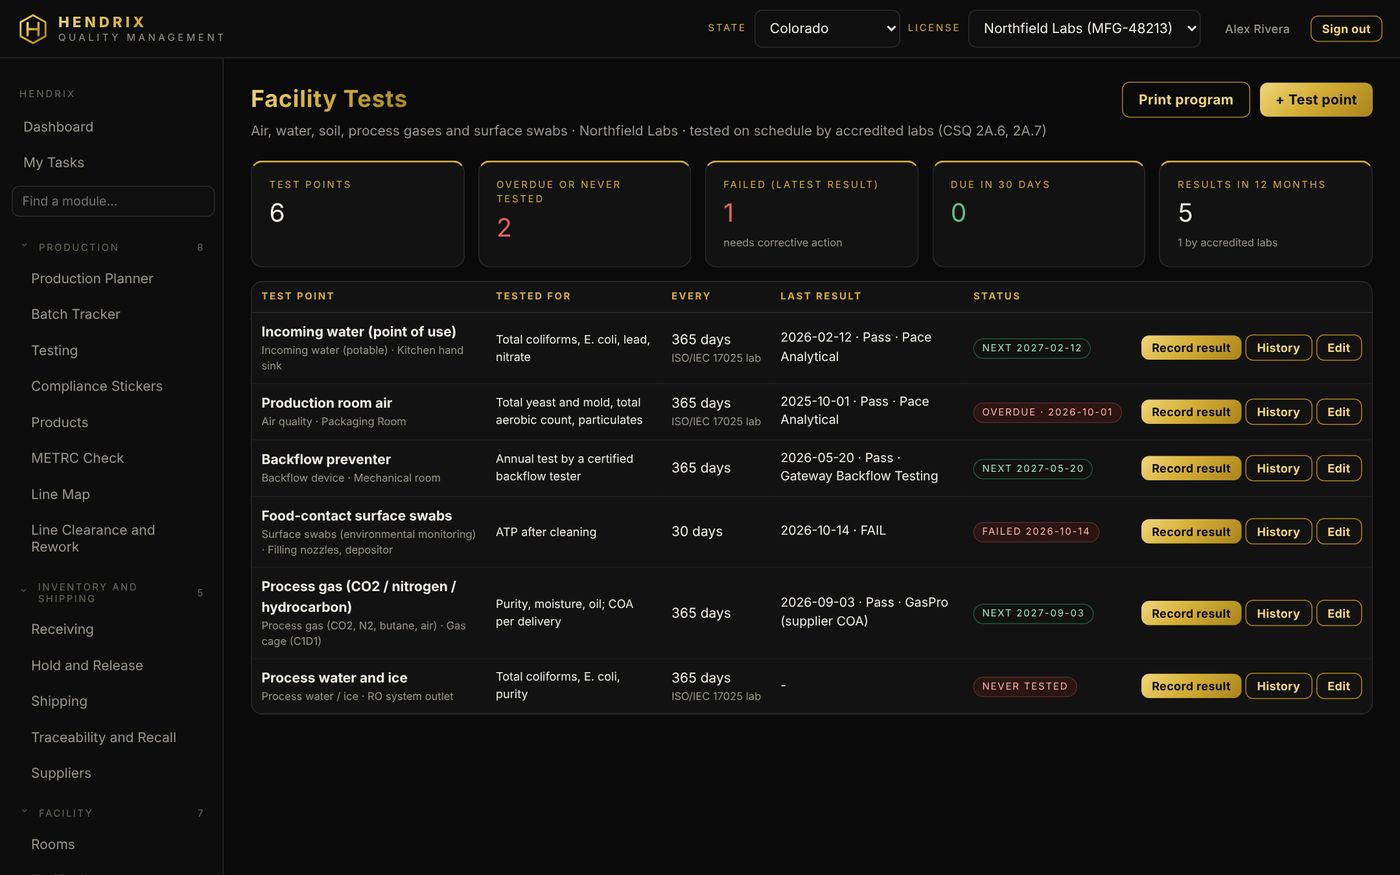 HENDRIX
QUALITY MANAGEMENT
STATE
Colorado
LICENSE
Northfield Labs (MFG-48213)
Alex Rivera
Sign out
HENDRIX
Dashboard
My Tasks
Find a module...
PRODUCTION 8
Production Planner
Batch Tracker
Testing
Compliance Stickers
Products
METRC Check
Line Map
Line Clearance and
Rework
INVENTORY AND
SHIPPING 5
Receiving
Hold and Release
Shipping
Traceability and Recall
Suppliers
FACILITY 7
Rooms
Facility Tests
Print program
+ Test point
Air, water, soil, process gases and surface swabs · Northfield Labs · tested on schedule by accredited labs (CSQ 2A.6, 2A.7)
TEST POINTS
6
OVERDUE OR NEVER
TESTED
2
FAILED (LATEST RESULT)
1
needs corrective action
DUE IN 30 DAYS
0
RESULTS IN 12 MONTHS
5
1 by accredited labs
TEST POINT TESTED FOR EVERY LAST RESULT STATUS
Incoming water (point of use)
Incoming water (potable) · Kitchen hand
sink
Total coliforms, E. coli, lead,
nitrate
365 days
ISO/IEC 17025 lab
2026-02-12 · Pass · Pace
Analytical
NEXT 2027-02-12
Record result History Edit
Production room air
Air quality · Packaging Room
Total yeast and mold, total
aerobic count, particulates
365 days
ISO/IEC 17025 lab
2025-10-01 · Pass · Pace
Analytical
OVERDUE · 2026-10-01
Record result History Edit
Backflow preventer
Backflow device · Mechanical room
Annual test by a certified
backflow tester
365 days
2026-05-20 · Pass ·
Gateway Backflow Testing
NEXT 2027-05-20
Record result History Edit
Food-contact surface swabs
Surface swabs (environmental monitoring)
· Filling nozzles, depositor
ATP after cleaning
30 days
2026-10-14 · FAIL
FAILED 2026-10-14
Record result History Edit
Process gas (CO2 / nitrogen /
hydrocarbon)
Process gas (CO2, N2, butane, air) · Gas
cage (C1D1)
Purity, moisture, oil; COA
per delivery
365 days
2026-09-03 · Pass · GasPro
(supplier COA)
NEXT 2027-09-03
Record result History Edit
Process water and ice
Process water / ice · RO system outlet
Total coliforms, E. coli,
purity
365 days
ISO/IEC 17025 lab
-
NEVER TESTED
Record result History Edit